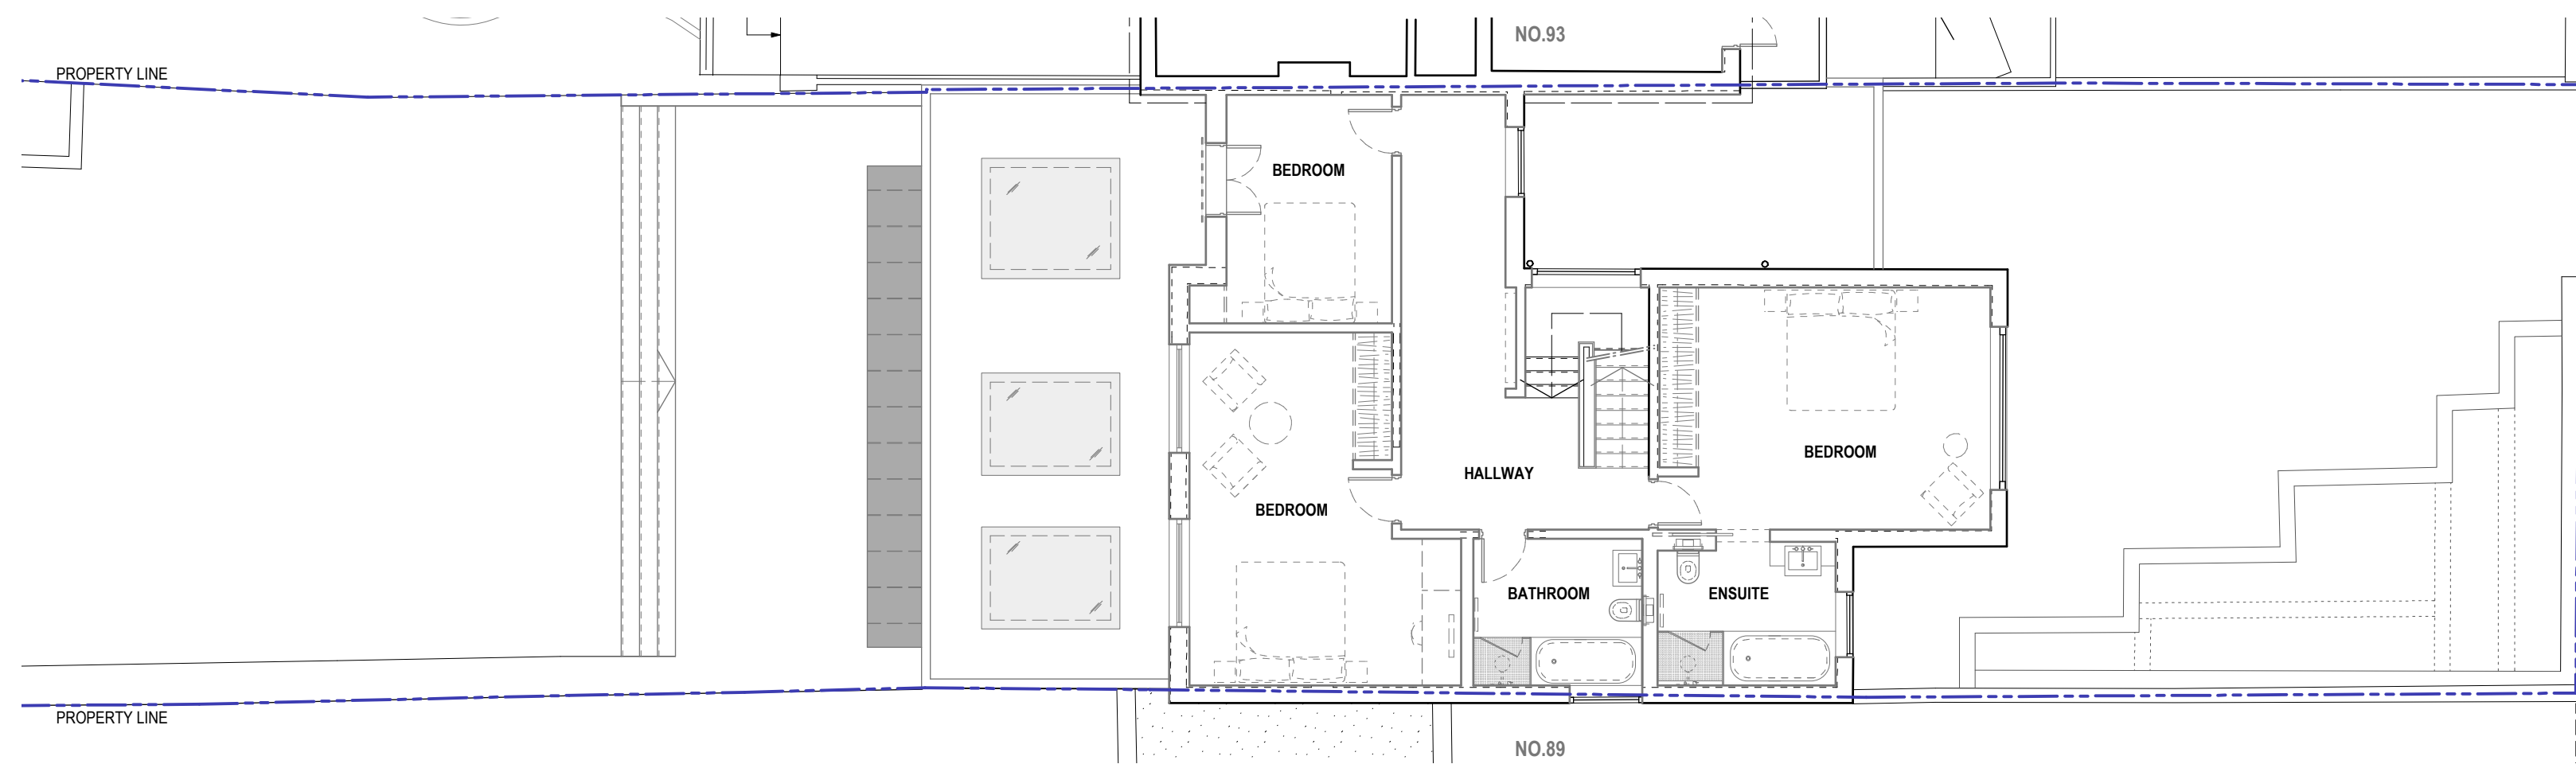 NO.93
PROPERTY LINE
BEDROOM
BEDROOM
HALLWAY
BEDROOM
BATHROOM
ENSUITE
PROPERTY LINE
NO.89